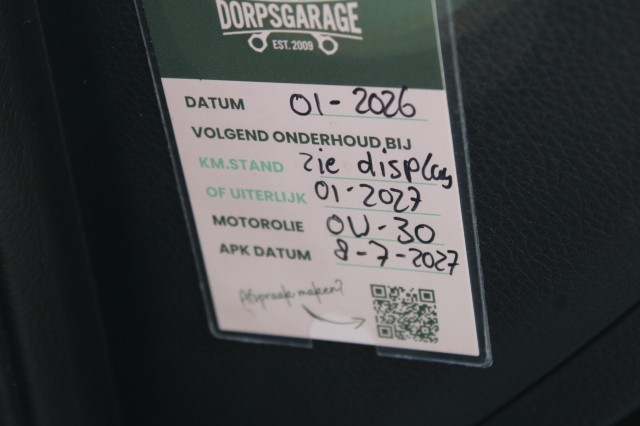 DORPSGARAGE
EST. 2009
DATUM 01-2026
VOLGEND ONDERHOUD BIJ
KM.STAND zie display
OF UITERLIJK 01-2027
MOTOROLIE 0W-30
APK DATUM 8-7-2027
Afspraak maken?